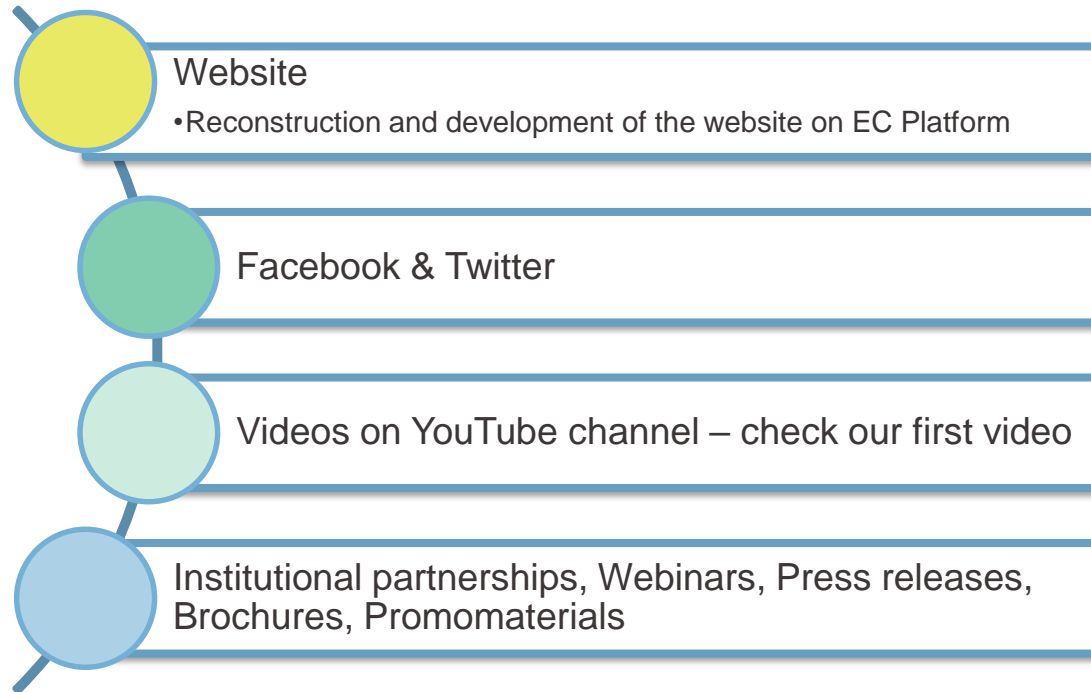 Website
•Reconstruction and development of the website on EC Platform
Facebook & Twitter
Videos on YouTube channel – check our first video
Institutional partnerships, Webinars, Press releases,
Brochures, Promomaterials